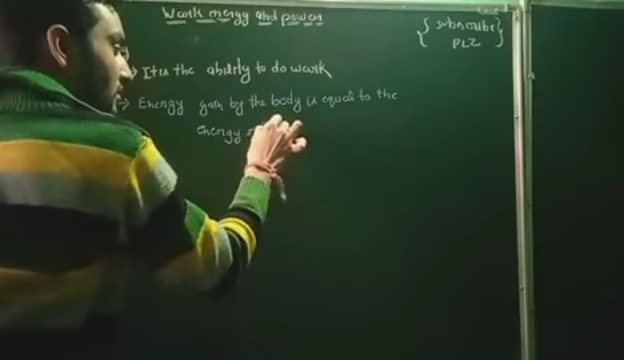 Work energy and power
{ subscribe }
{ PLZ }
→ It is the ability to do work
→ Energy gain by the body is equal to the
energy